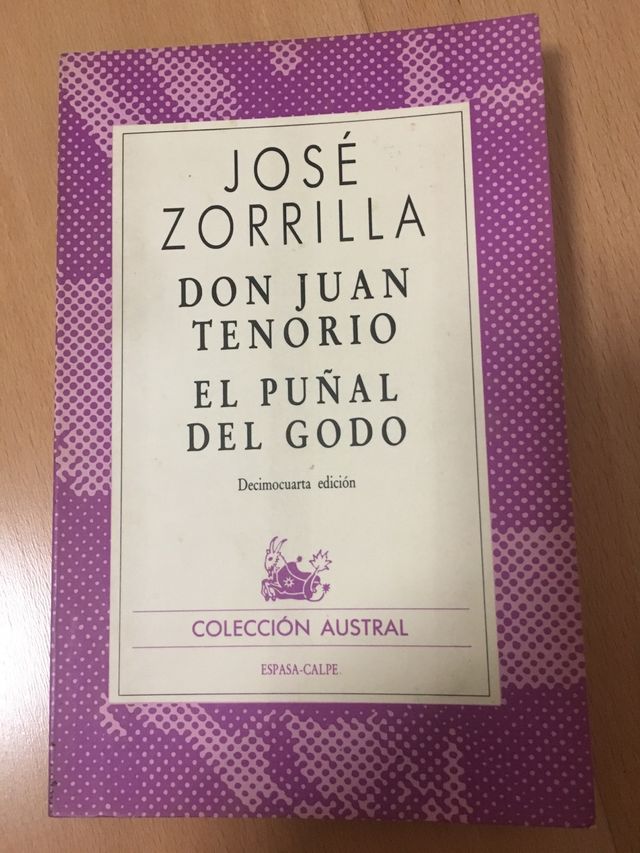 JOSÉ
ZORRILLA
DON JUAN
TENORIO
EL PUÑAL
DEL GODO
Decimocuarta edición
COLECCIÓN AUSTRAL
ESPASA-CALPE